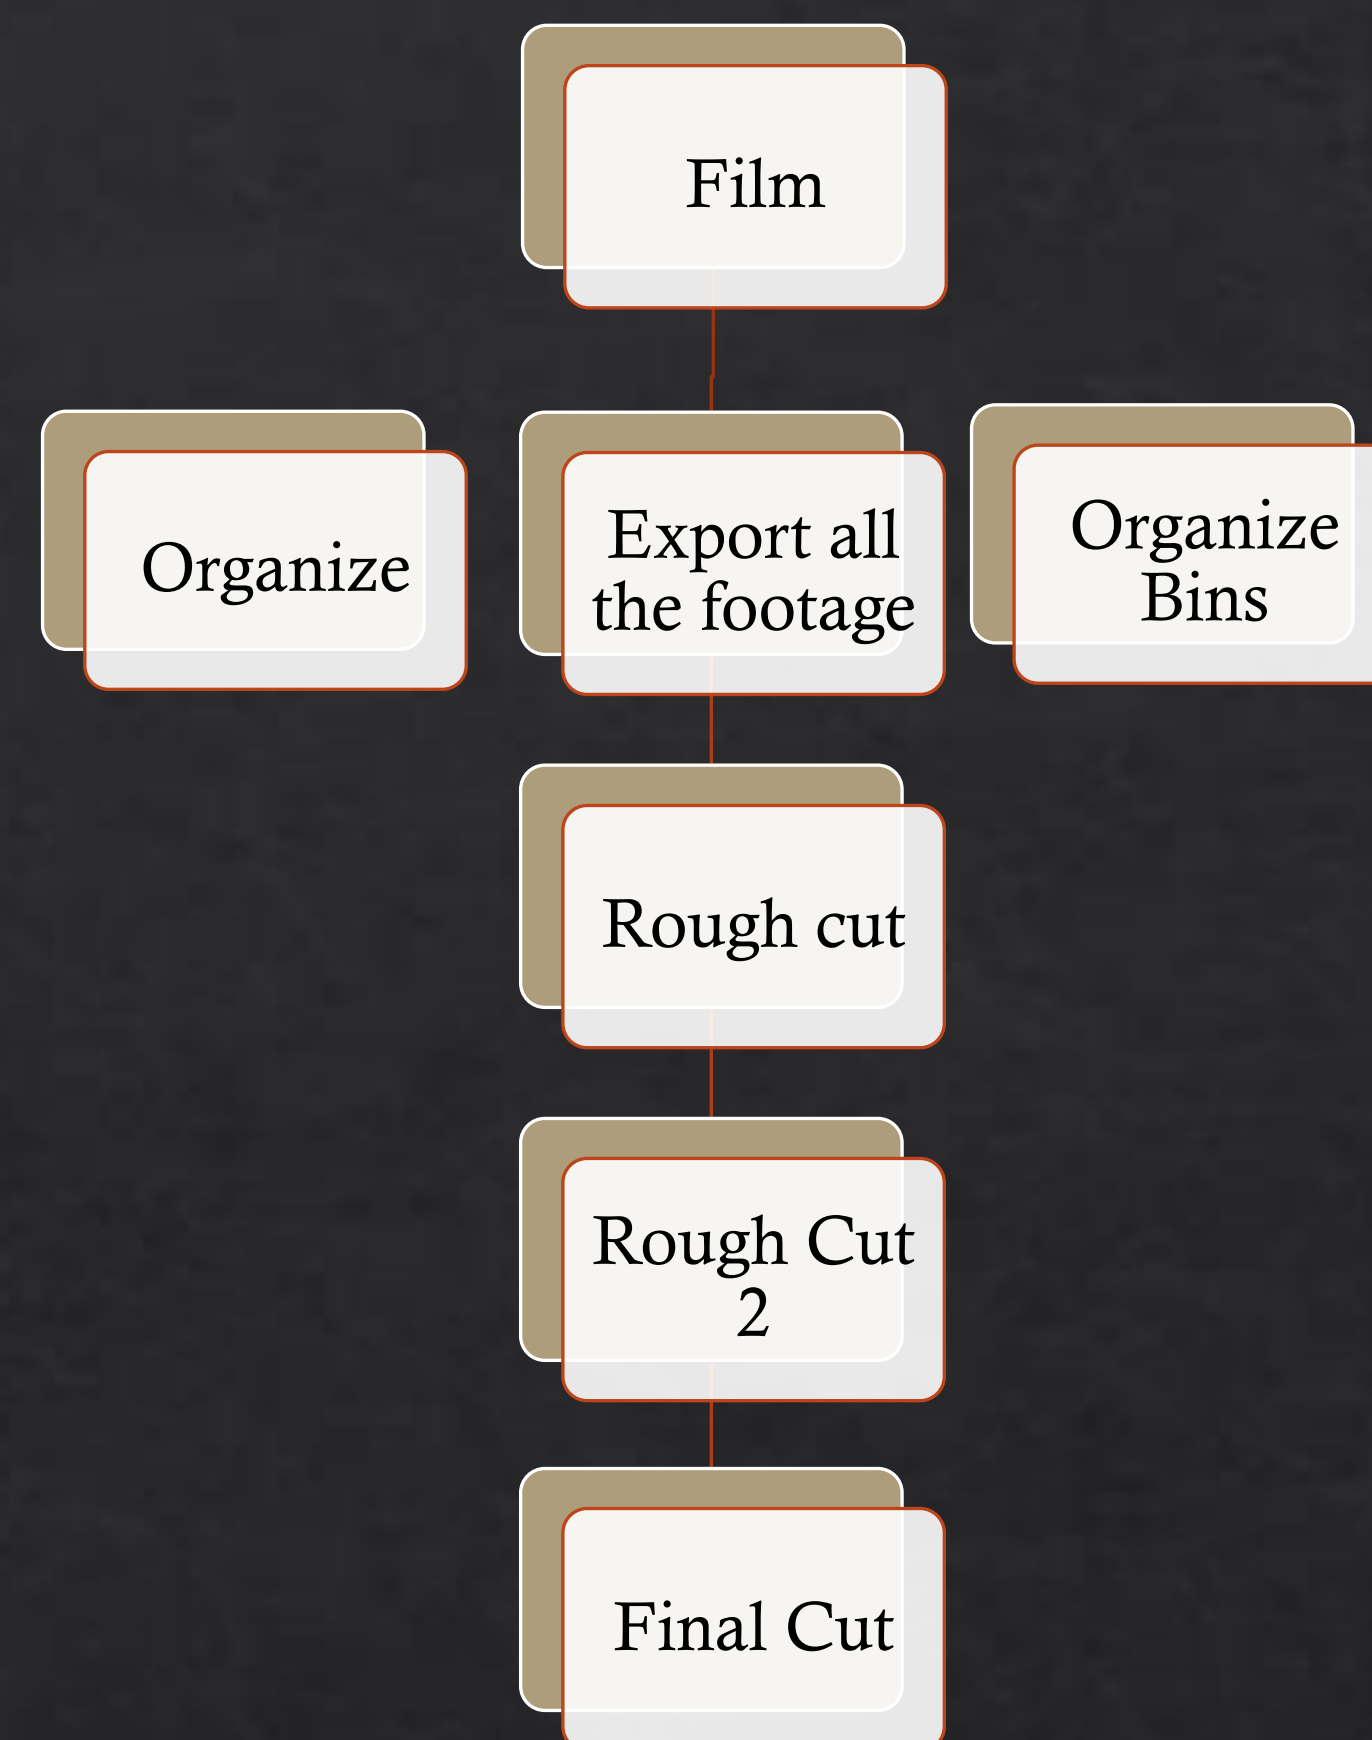 Film
Organize
Export all
the footage
Organize
Bins
Rough cut
Rough Cut
2
Final Cut